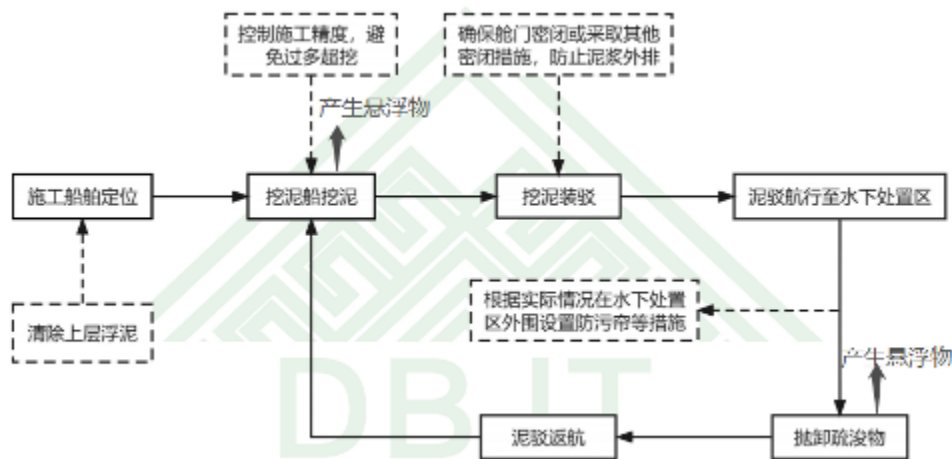 控制施工精度，避
免过多超挖
确保舱门密闭或采取其他
密闭措施，防止泥浆外排
产生悬浮物
施工船舶定位
挖泥船挖泥
挖泥装驳
泥驳航行至水下处置区
清除上层浮泥
根据实际情况在水下处置
区外围设置防污帘等措施
产生悬浮物
泥驳返航
抛卸疏浚物
DB IT